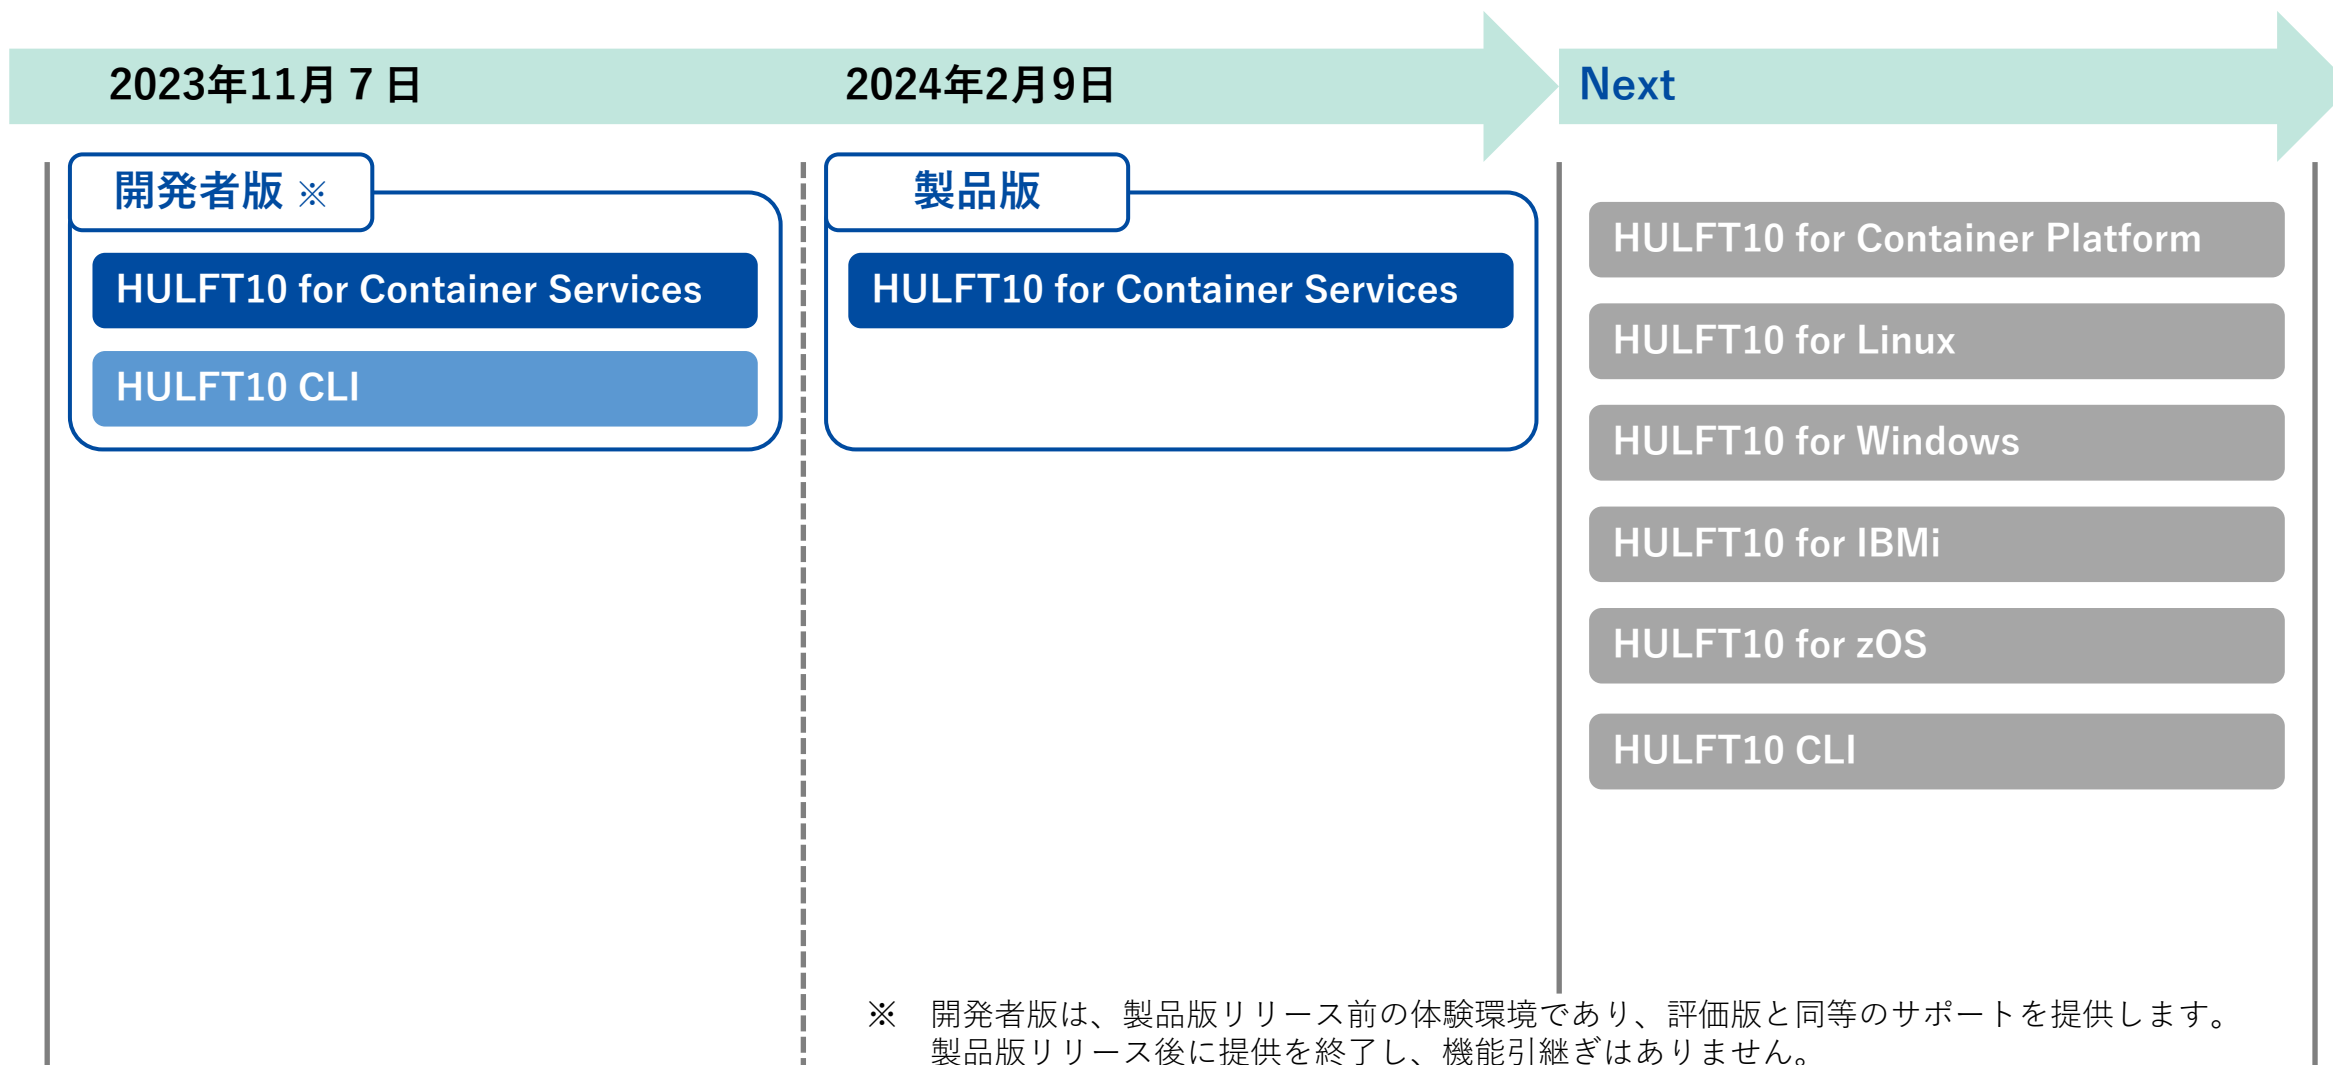 2023年11月７日
2024年2月9日
Next
開発者版 ※
HULFT10 for Container Services
HULFT10 CLI
製品版
HULFT10 for Container Services
HULFT10 for Container Platform
HULFT10 for Linux
HULFT10 for Windows
HULFT10 for IBMi
HULFT10 for zOS
HULFT10 CLI
※　開発者版は、製品版リリース前の体験環境であり、評価版と同等のサポートを提供します。
製品版リリース後に提供を終了し、機能引継ぎはありません。